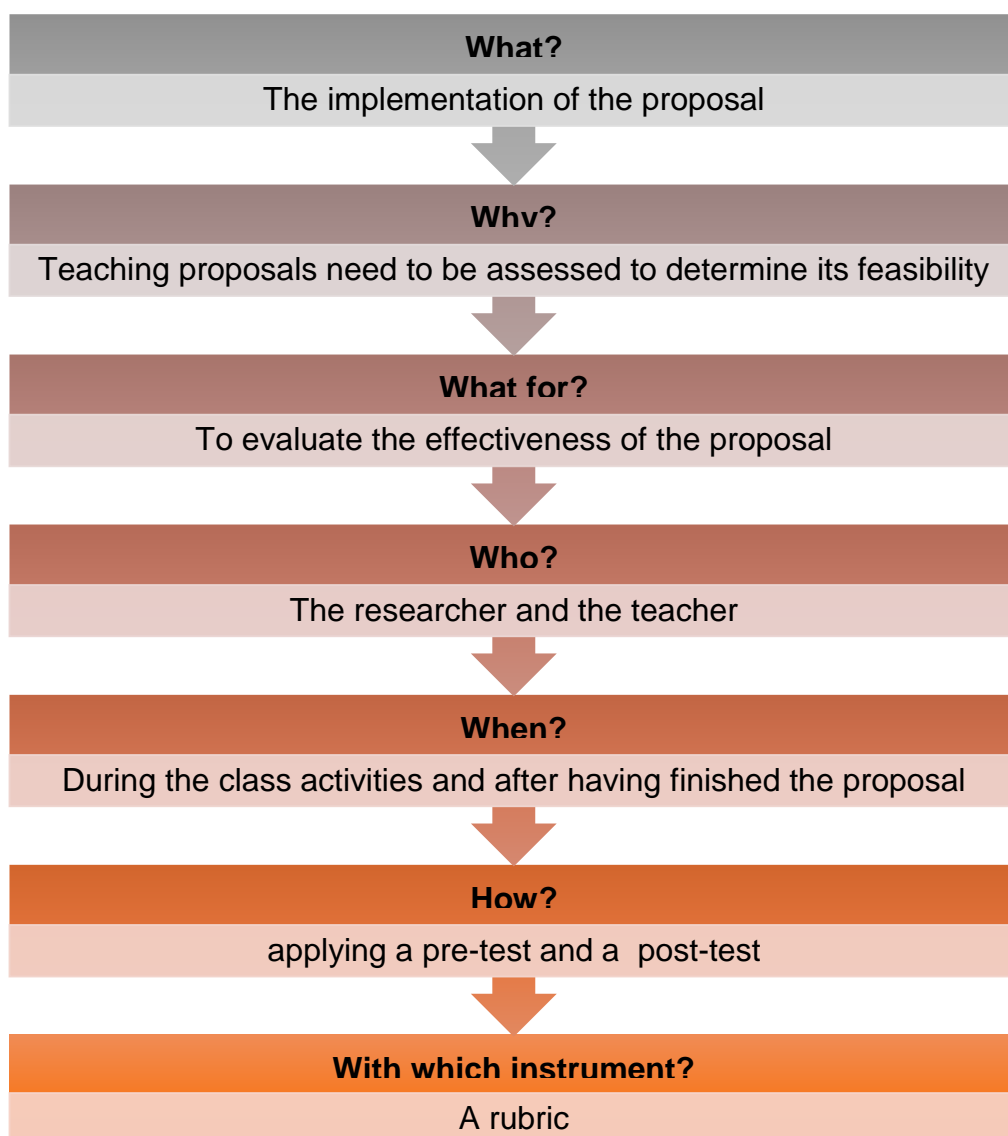 What?
The implementation of the proposal
Why?
Teaching proposals need to be assessed to determine its feasibility
What for?
To evaluate the effectiveness of the proposal
Who?
The researcher and the teacher
When?
During the class activities and after having finished the proposal
How?
applying a pre-test and a post-test
With which instrument?
A rubric